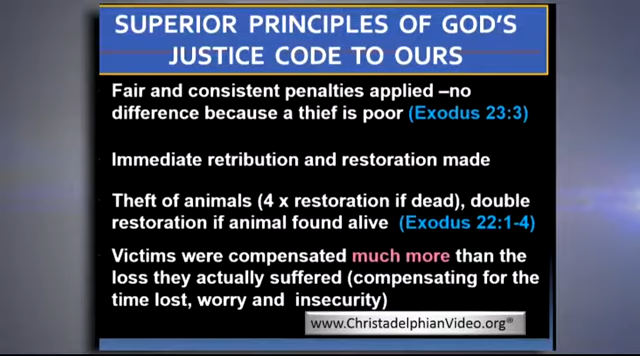 SUPERIOR PRINCIPLES OF GOD'S
JUSTICE CODE TO OURS
Fair and consistent penalties applied –no
difference because a thief is poor (Exodus 23:3)
Immediate retribution and restoration made
Theft of animals (4 x restoration if dead), double
restoration if animal found alive (Exodus 22:1-4)
Victims were compensated much more than the
loss they actually suffered (compensating for the
time lost, worry and insecurity)
www.ChristadelphianVideo.org®